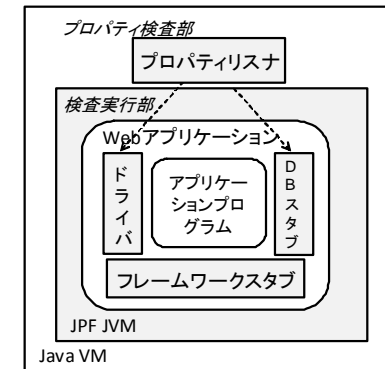 プロパティ検査部
プロパティリスナ
検査実行部
Webアプリケーション
ドライバ
アプリケー
ションプロ
グラム
DBスタブ
フレームワークスタブ
JPF JVM
Java VM